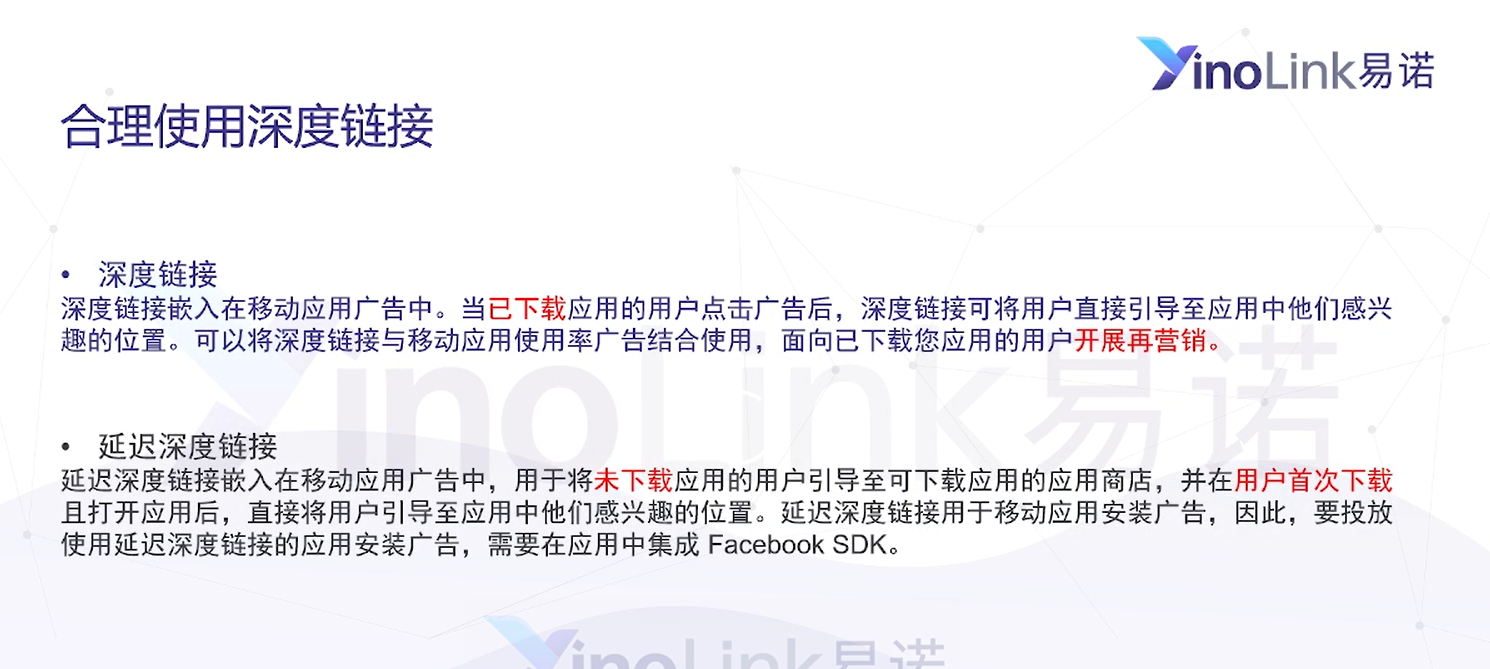 YinoLink易诺
合理使用深度链接
• 深度链接
深度链接嵌入在移动应用广告中。当已下载应用的用户点击广告后，深度链接可将用户直接引导至应用中他们感兴
趣的位置。可以将深度链接与移动应用使用率广告结合使用，面向已下载您应用的用户开展再营销。
YinoLink易诺
• 延迟深度链接
延迟深度链接嵌入在移动应用广告中，用于将未下载应用的用户引导至可下载应用的应用商店，并在用户首次下载
且打开应用后，直接将用户引导至应用中他们感兴趣的位置。延迟深度链接用于移动应用安装广告，因此，要投放
使用延迟深度链接的应用安装广告，需要在应用中集成 Facebook SDK。
YinoLink易诺